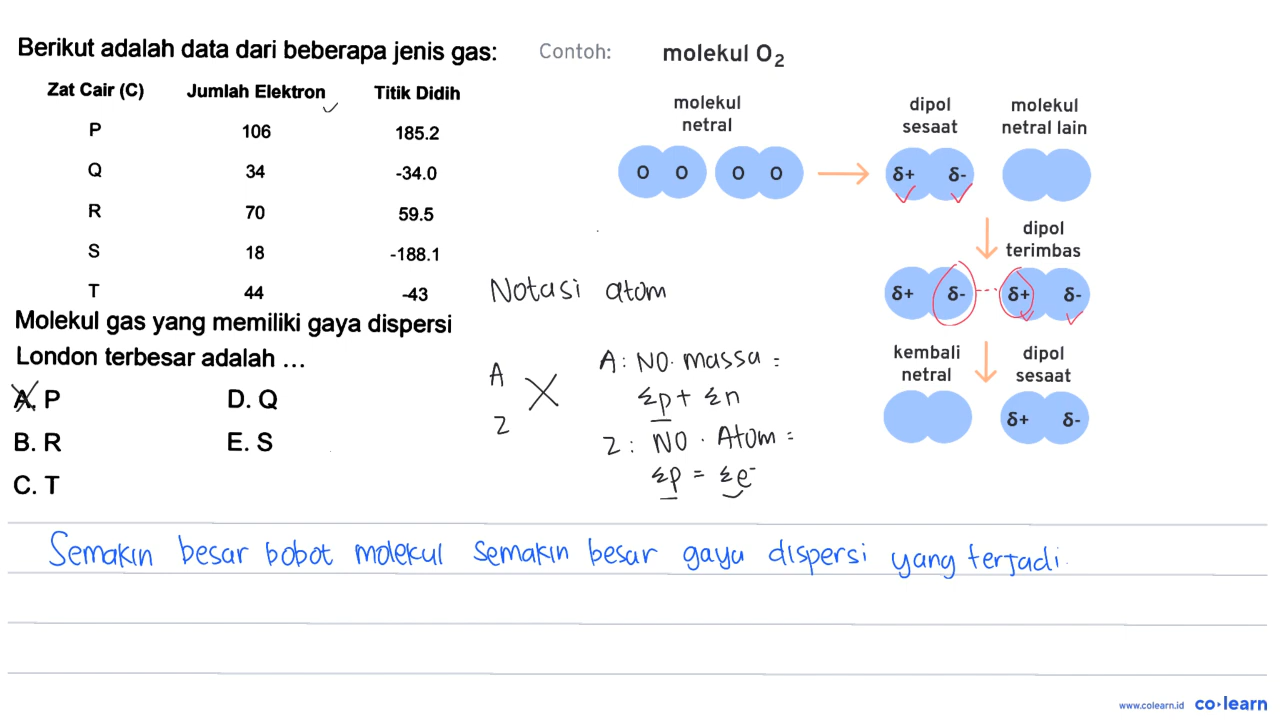 Berikut adalah data dari beberapa jenis gas:
Zat Cair (C) Jumlah Elektron Titik Didih
P 106 185.2
Q 34 -34.0
R 70 59.5
S 18 -188.1
T 44 -43
Molekul gas yang memiliki gaya dispersi
London terbesar adalah ...
A. P D. Q
B. R E. S
C. T
Contoh: molekul O₂
molekul
netral
O O O O
dipol
sesaat
δ+ δ-
molekul
netral lain
dipol
terimbas
δ+ δ- δ+ δ-
kembali
netral
dipol
sesaat
δ+ δ-
Notasi atom
A
Z
X
A : NO. massa =
Σp + Σn
Z : NO. Atom =
Σp = Σe⁻
Semakin besar bobot molekul semakin besar gaya dispersi yang terjadi.
www.colearn.id co·learn